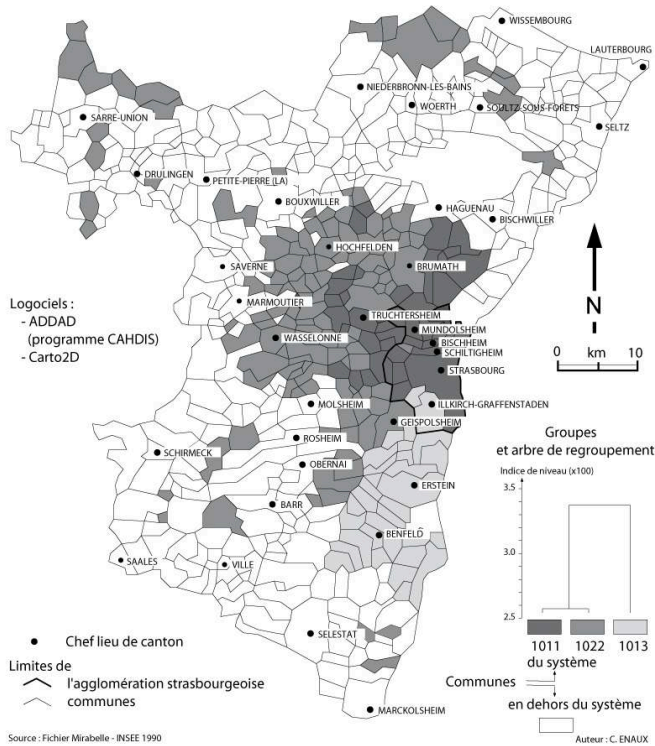 WISSEMBOURG
LAUTERBOURG
NIEDERBRONN-LES-BAINS
WOERTH
SOULTZ-SOUS-FORETS
SARRE-UNION
SELTZ
DRULINGEN
PETITE-PIERRE (LA)
BOUXWILLER
HAGUENAU
BISCHWILLER
HOCHFELDEN
SAVERNE
BRUMATH
MARMOUTIER
Logociels :
- ADDAD
(programme CAHDIS)
- Carto2D
TRUCHTERSHEIM
MUNDOLSHEIM
WASSELONNE
BISCHHEIM
SCHILTIGHEIM
STRASBOURG
N
0 km 10
MOLSHEIM
ILLKIRCH-GRAFFENSTADEN
GEISPOLSHEIM
ROSHEIM
SCHIRMECK
OBERNAI
ERSTEIN
BARR
BENFELD
SAALES
VILLE
SELESTAT
MARCKOLSHEIM
Groupes
et arbre de regroupement
Indice de niveau (x100)
3.5
3.0
2.5
1011 1022 1013
du système
Communes
en dehors du système
Chef lieu de canton
Limites de
l'agglomération strasbourgeoise
communes
Source : Fichier Mirabelle - INSEE 1990
Auteur : C. ENAUX